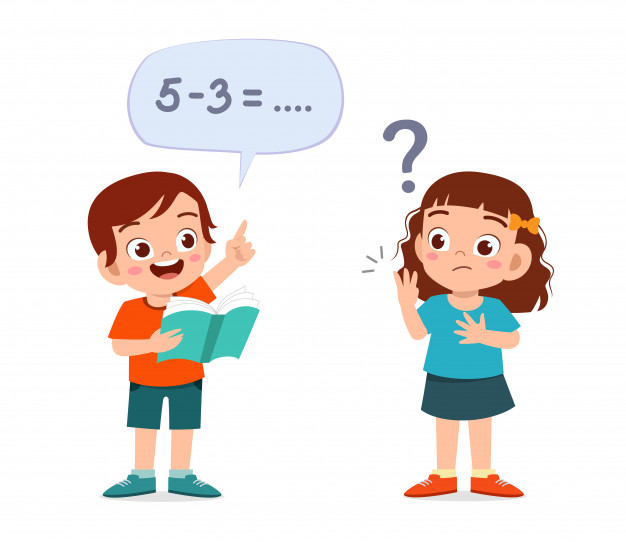 5-3= ....
?